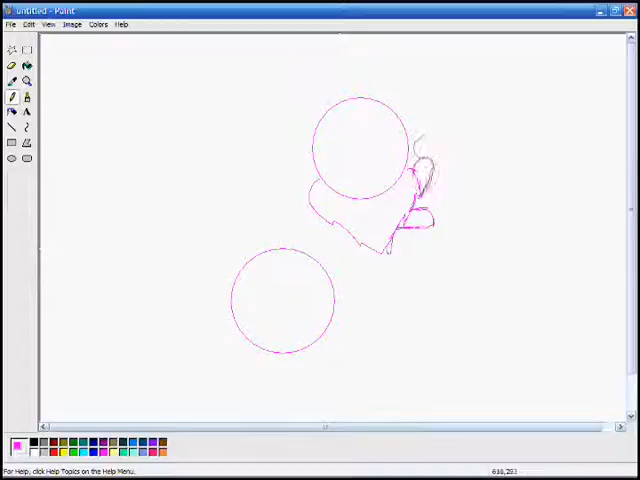 untitled - Paint
File Edit View Image Colors Help
A
For Help, click Help Topics on the Help Menu.